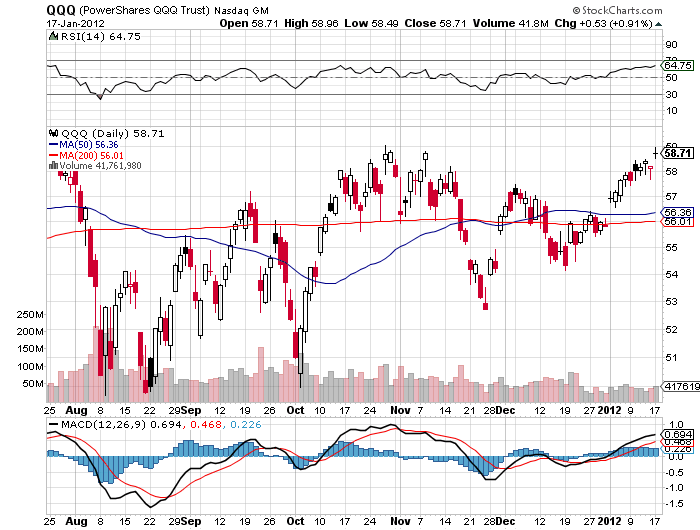 QQQ (PowerShares QQQ Trust) Nasdaq GM © StockCharts.com
17-Jan-2012 Open 58.71 High 58.96 Low 58.49 Close 58.71 Volume 41.8M Chg +0.53 (+0.91%)
RSI(14) 64.75
90
70
64.75
50
30
10
QQQ (Daily) 58.71
MA(50) 56.36
MA(200) 56.01
Volume 41,761,980
59
58.71
58
57
56.36
56.01
55
54
53
52
51
250M
200M
150M
100M
50M
417619
25 Aug 8 15 22 29 Sep 12 19 26 Oct 10 17 24 Nov 7 14 21 28 Dec 12 19 27 2012 9 17
MACD(12,26,9) 0.694, 0.468, 0.226
1.0
0.694
0.468
0.226
0.0
-0.5
-1.0
-1.5
25 Aug 8 15 22 29 Sep 12 19 26 Oct 10 17 24 Nov 7 14 21 28 Dec 12 19 27 2012 9 17